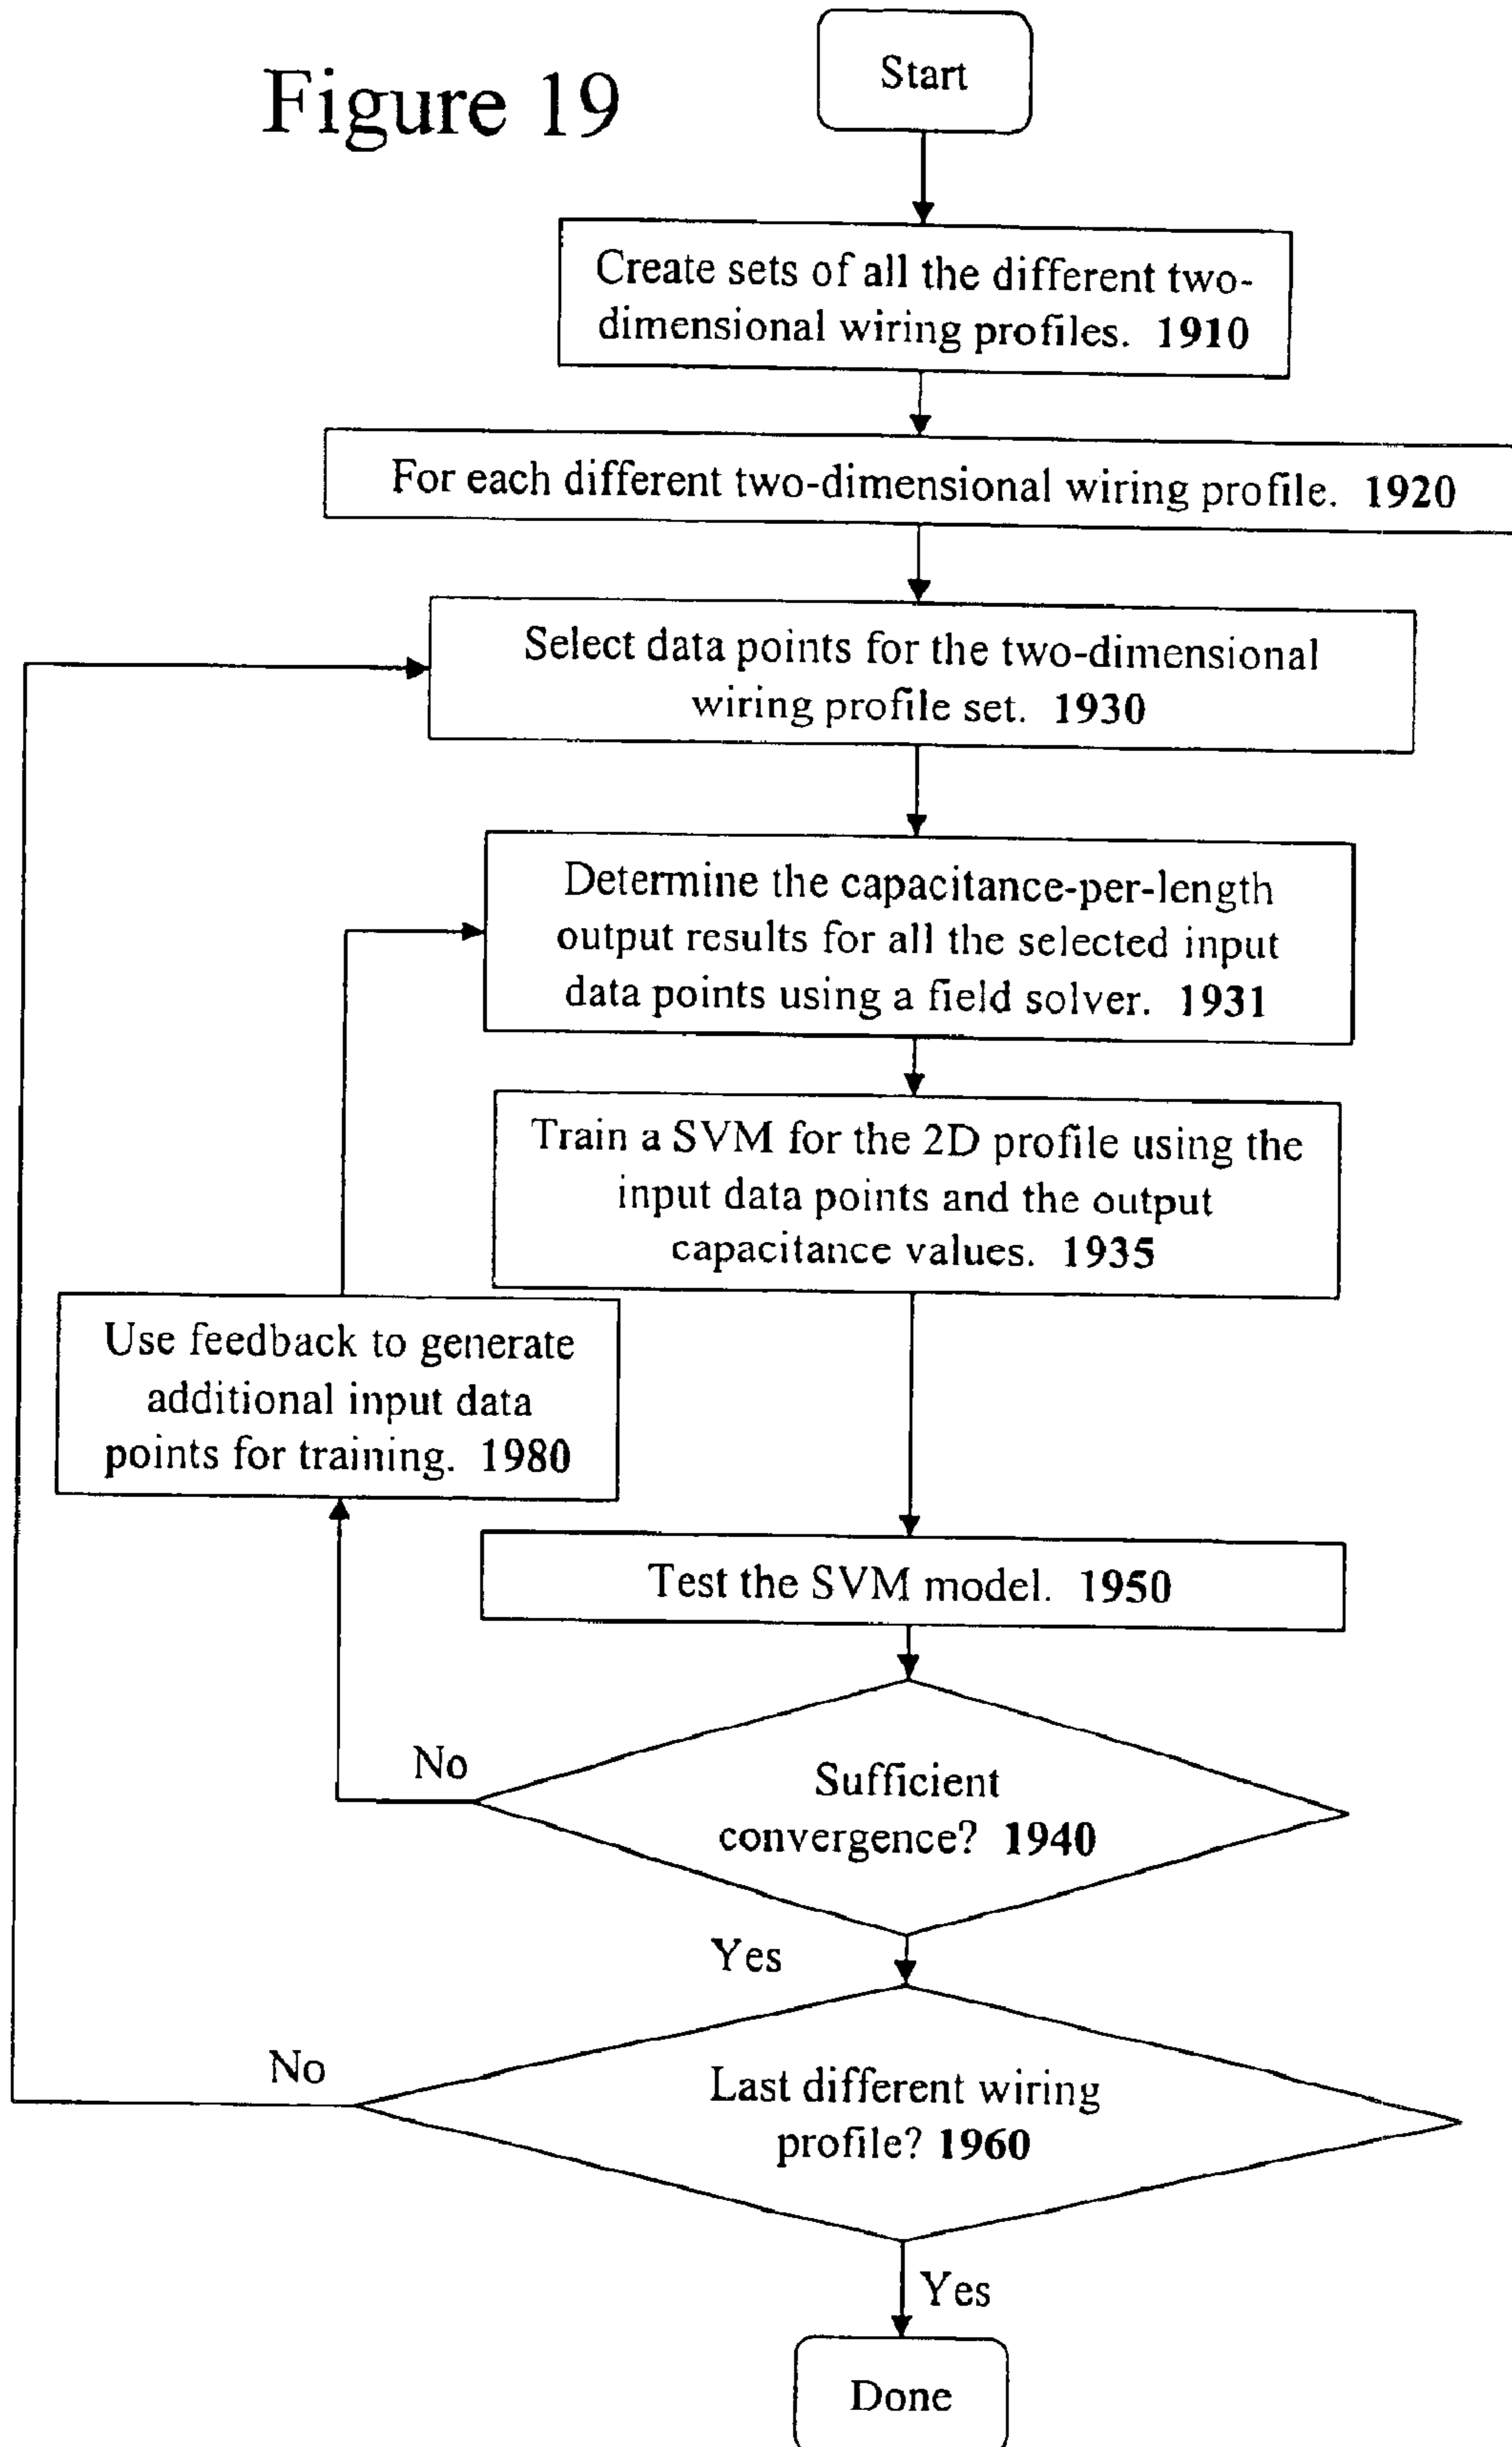 Figure 19
Start
Create sets of all the different two-
dimensional wiring profiles. 1910
For each different two-dimensional wiring profile. 1920
Select data points for the two-dimensional
wiring profile set. 1930
Determine the capacitance-per-length
output results for all the selected input
data points using a field solver. 1931
Train a SVM for the 2D profile using the
input data points and the output
capacitance values. 1935
Use feedback to generate
additional input data
points for training. 1980
Test the SVM model. 1950
No
Sufficient
convergence? 1940
Yes
No
Last different wiring
profile? 1960
Yes
Done